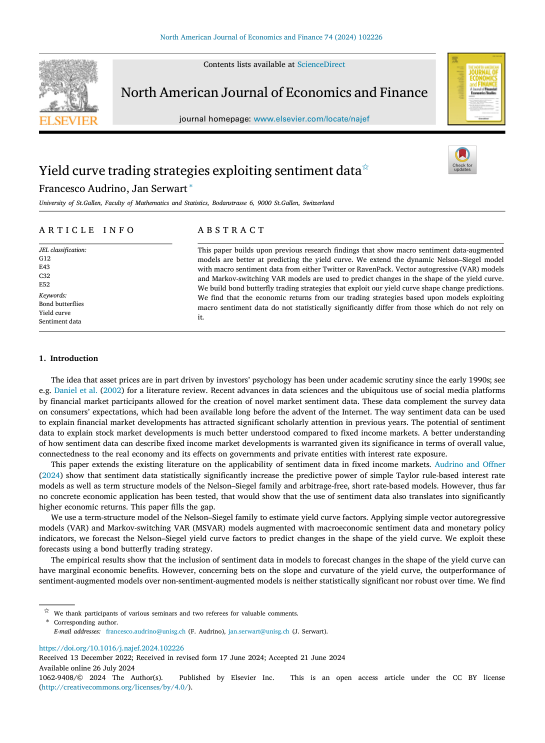 North American Journal of Economics and Finance 74 (2024) 102226
Contents lists available at ScienceDirect
North American Journal of Economics and Finance
journal homepage: www.elsevier.com/locate/najef
ELSEVIER
Check for
updates
Yield curve trading strategies exploiting sentiment data☆
Francesco Audrino, Jan Serwart *
University of St.Gallen, Faculty of Mathematics and Statistics, Bodanstrasse 6, 9000 St.Gallen, Switzerland
ARTICLE INFO
JEL classification:
G12
E43
C32
E52
Keywords:
Bond butterflies
Yield curve
Sentiment data
ABSTRACT
This paper builds upon previous research findings that show macro sentiment data-augmented
models are better at predicting the yield curve. We extend the dynamic Nelson–Siegel model
with macro sentiment data from either Twitter or RavenPack. Vector autoregressive (VAR) models
and Markov-switching VAR models are used to predict changes in the shape of the yield curve.
We build bond butterfly trading strategies that exploit our yield curve shape change predictions.
We find that the economic returns from our trading strategies based upon models exploiting
macro sentiment data do not statistically significantly differ from those which do not rely on
it.
1. Introduction
The idea that asset prices are in part driven by investors' psychology has been under academic scrutiny since the early 1990s; see
e.g. Daniel et al. (2002) for a literature review. Recent advances in data sciences and the ubiquitous use of social media platforms
by financial market participants allowed for the creation of novel market sentiment data. These data complement the survey data
on consumers' expectations, which had been available long before the advent of the Internet. The way sentiment data can be used
to explain financial market developments has attracted significant scholarly attention in previous years. The potential of sentiment
data to explain stock market developments is much better understood compared to fixed income markets. A better understanding
of how sentiment data can describe fixed income market developments is warranted given its significance in terms of overall value,
connectedness to the real economy and its effects on governments and private entities with interest rate exposure.
This paper extends the existing literature on the applicability of sentiment data in fixed income markets. Audrino and Offner
(2024) show that sentiment data statistically significantly increase the predictive power of simple Taylor rule-based interest rate
models as well as term structure models of the Nelson–Siegel family and arbitrage-free, short rate-based models. However, thus far
no concrete economic application has been tested, that would show that the use of sentiment data also translates into significantly
higher economic returns. This paper fills the gap.
We use a term-structure model of the Nelson–Siegel family to estimate yield curve factors. Applying simple vector autoregressive
models (VAR) and Markov-switching VAR (MSVAR) models augmented with macroeconomic sentiment data and monetary policy
indicators, we forecast the Nelson–Siegel yield curve factors to predict changes in the shape of the yield curve. We exploit these
forecasts using a bond butterfly trading strategy.
The empirical results show that the inclusion of sentiment data in models to forecast changes in the shape of the yield curve can
have marginal economic benefits. However, concerning bets on the slope and curvature of the yield curve, the outperformance of
sentiment-augmented models over non-sentiment-augmented models is neither statistically significant nor robust over time. We find
☆ We thank participants of various seminars and two referees for valuable comments.
* Corresponding author.
E-mail addresses: francesco.audrino@unisg.ch (F. Audrino), jan.serwart@unisg.ch (J. Serwart).
https://doi.org/10.1016/j.najef.2024.102226
Received 13 December 2022; Received in revised form 17 June 2024; Accepted 21 June 2024
Available online 26 July 2024
1062-9408/© 2024 The Author(s). Published by Elsevier Inc. This is an open access article under the CC BY license
(http://creativecommons.org/licenses/by/4.0/).